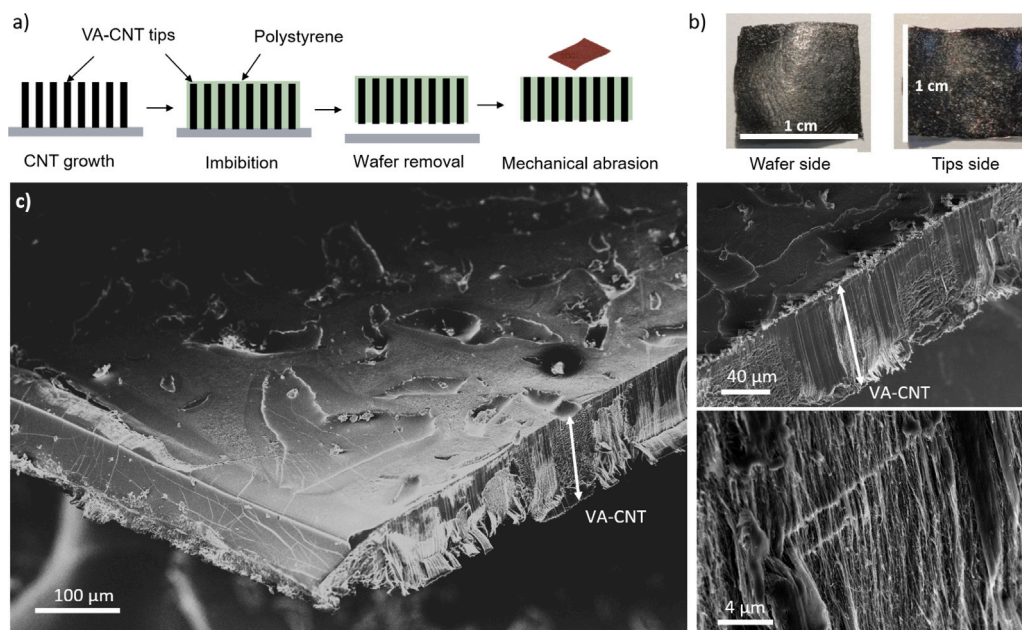 a)
VA-CNT tips
Polystyrene
CNT growth
Imbibition
Wafer removal
Mechanical abrasion
b)
1 cm
1 cm
Wafer side
Tips side
c)
VA-CNT
100 µm
40 µm
VA-CNT
4 µm